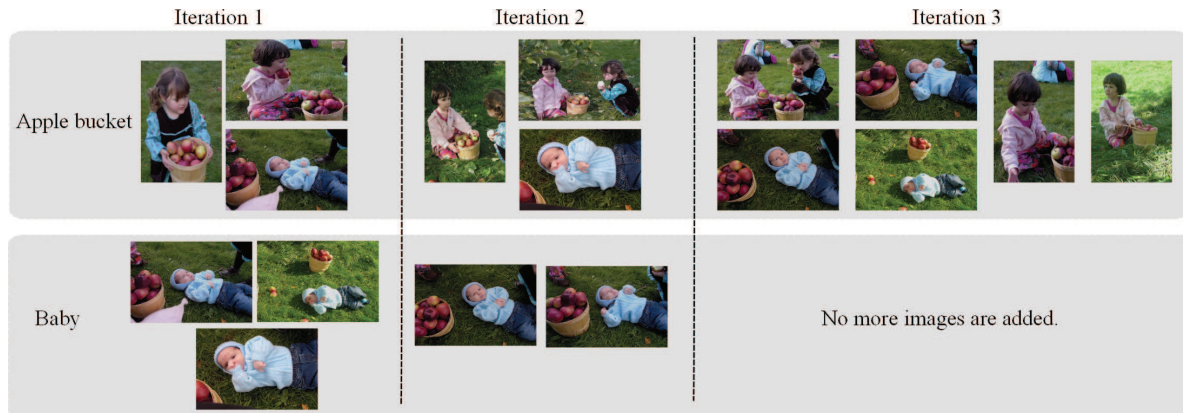 Iteration 1
Iteration 2
Iteration 3
Apple bucket
Baby
No more images are added.